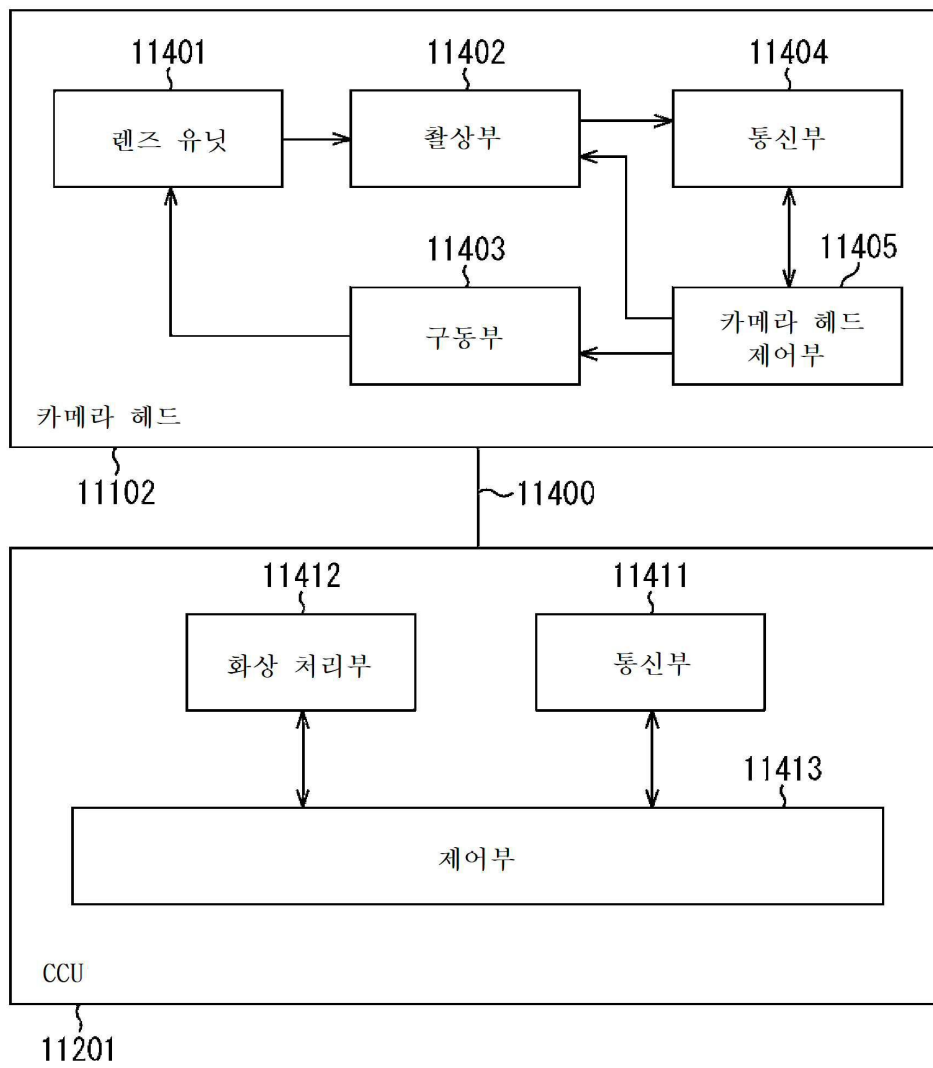 11401
11402
11404
렌즈 유닛
촬상부
통신부
11403
11405
구동부
카메라 헤드
제어부
카메라 헤드
11102
11400
11412
11411
화상 처리부
통신부
11413
제어부
CCU
11201